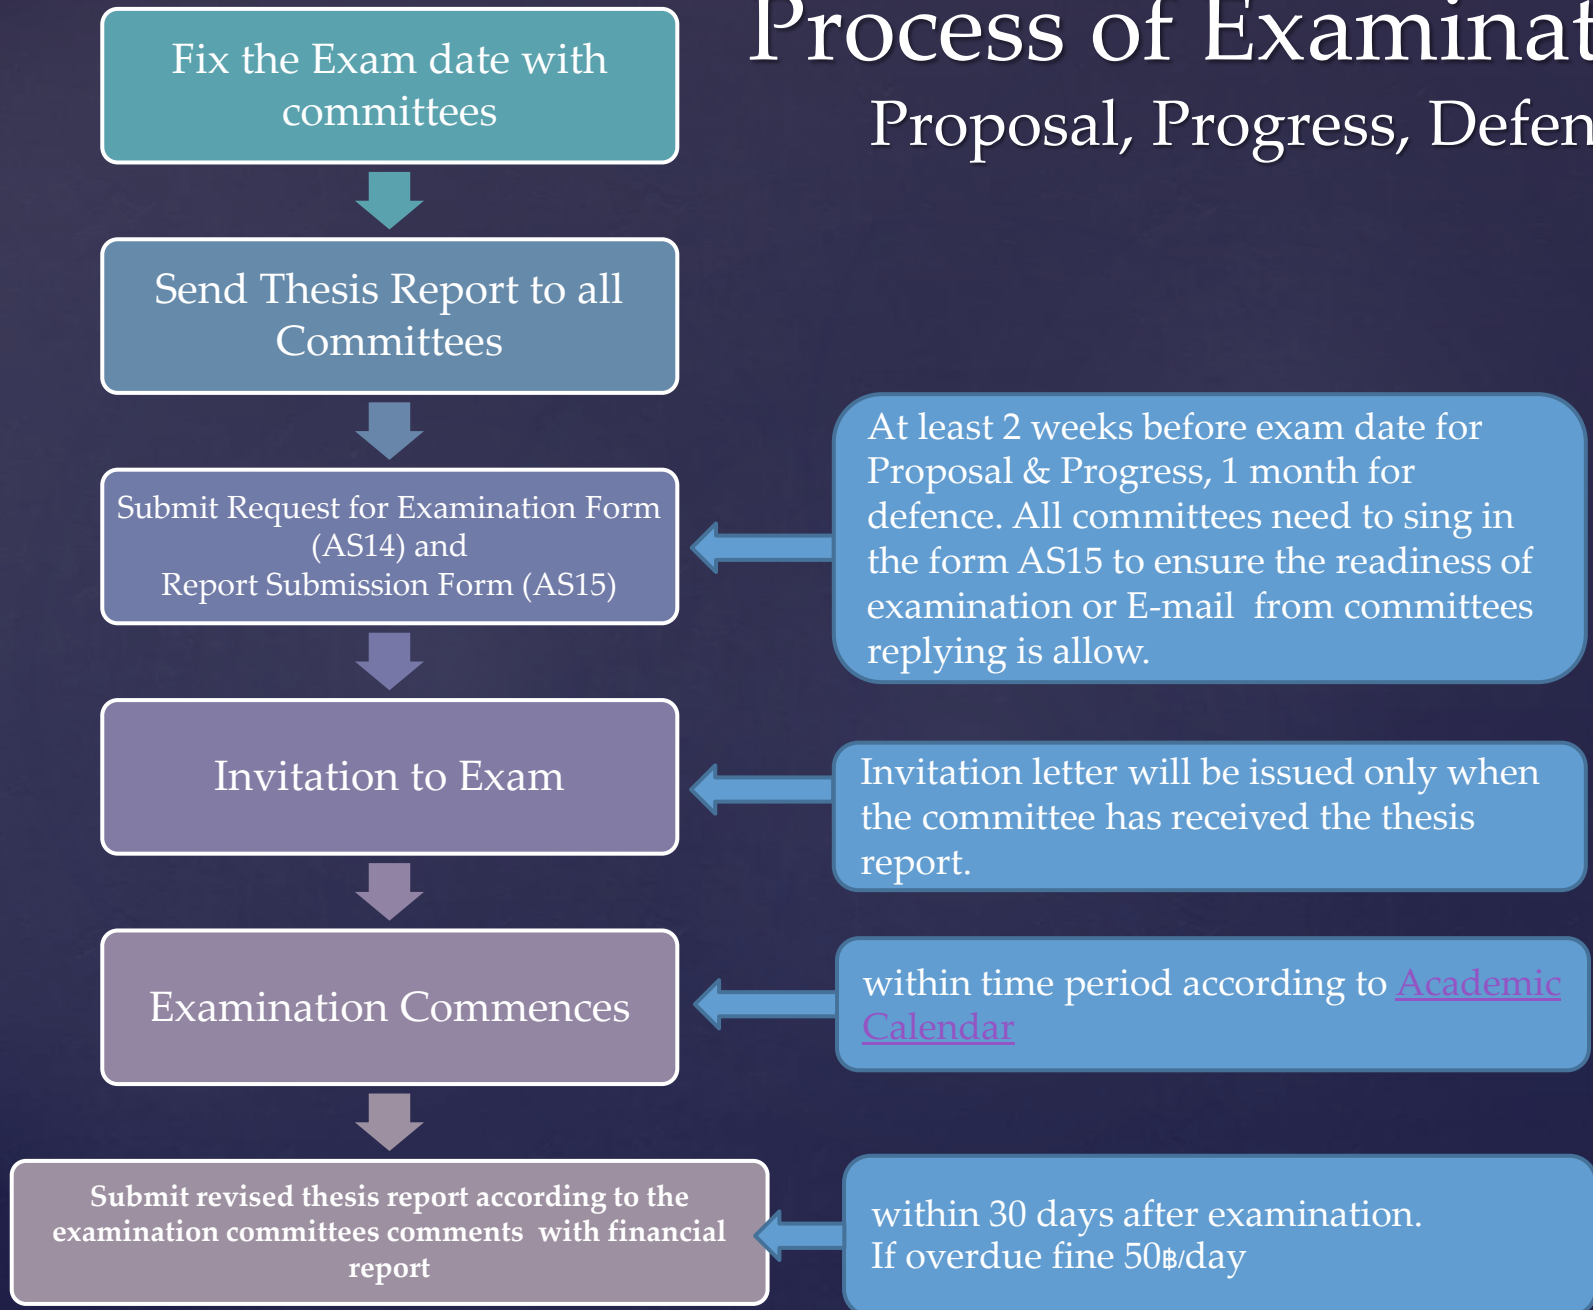 Process of Examinat
Proposal, Progress, Defen
Fix the Exam date with
committees
Send Thesis Report to all
Committees
Submit Request for Examination Form
(AS14) and
Report Submission Form (AS15)
At least 2 weeks before exam date for
Proposal & Progress, 1 month for
defence. All committees need to sing in
the form AS15 to ensure the readiness of
examination or E-mail  from committees
replying is allow.
Invitation to Exam
Invitation letter will be issued only when
the committee has received the thesis
report.
Examination Commences
within time period according to Academic
Calendar
Submit revised thesis report according to the
examination committees comments  with financial
report
within 30 days after examination.
If overdue fine 50฿/day